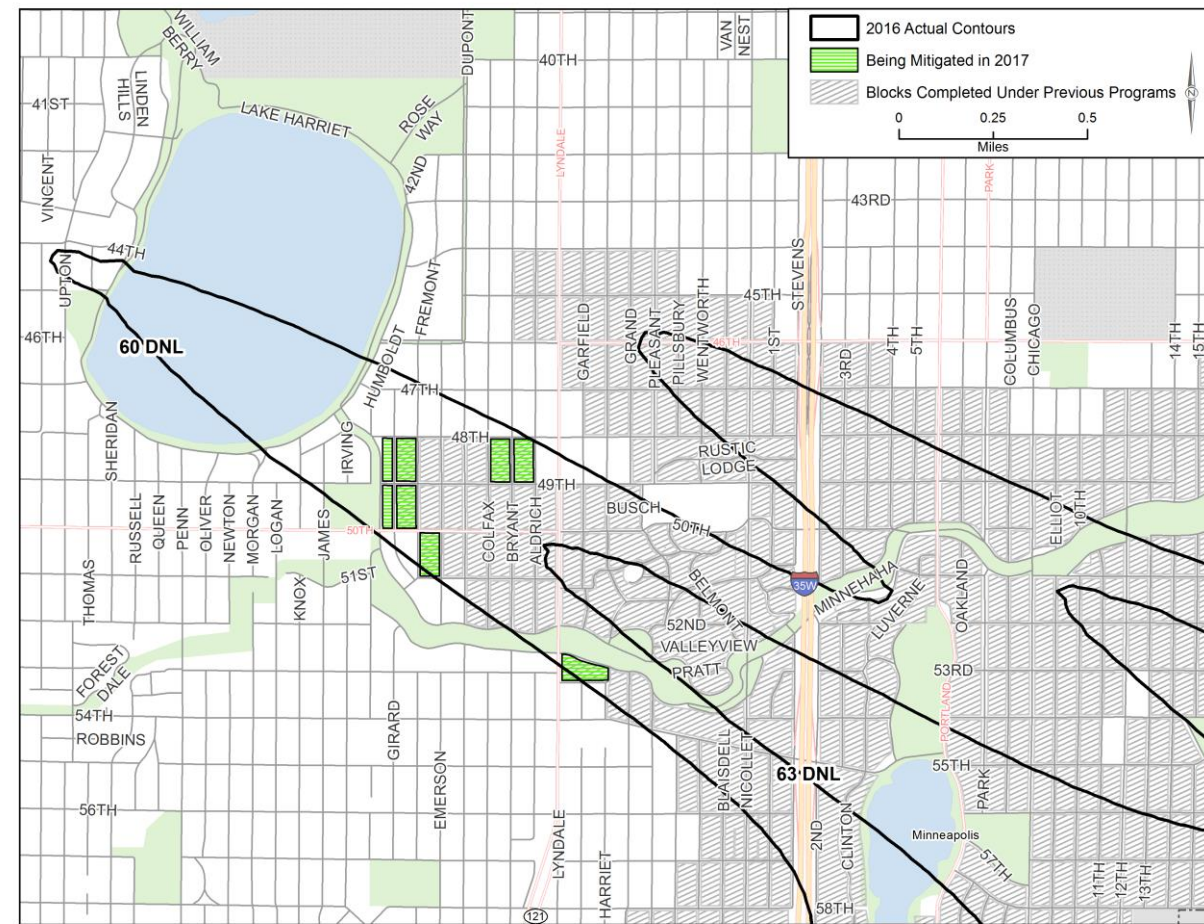 2016 Actual Contours
Being Mitigated in 2017
Blocks Completed Under Previous Programs
N
0 0.25 0.5
Miles
WILLIAM
BERRY
DUPONT
VAN
NEST
40TH
41ST
LINDEN
HILLS
LAKE HARRIET
ROSE
WAY
42ND
LYNDALE
PARK
VINCENT
43RD
44TH
UPTON
STEVENS
45TH
FREMONT
46TH
60 DNL
HUMBOLDT
GARFIELD
GRAND
PLEASANT
PILLSBURY
WENTWORTH
46TH
1ST
3RD
4TH
5TH
COLUMBUS
CHICAGO
14TH
15TH
47TH
SHERIDAN
IRVING
48TH
RUSTIC
LODGE
49TH
RUSSELL
QUEEN
PENN
OLIVER
NEWTON
MORGAN
LOGAN
JAMES
50TH
COLFAX
BRYANT
ALDRICH
BUSCH
50TH
ELLIOT
10TH
THOMAS
KNOX
51ST
BELMONT
35W
MINNEHAHA
LUVERNE
OAKLAND
52ND
VALLEYVIEW
PRATT
53RD
FOREST
DALE
54TH
ROBBINS
GIRARD
EMERSON
PORTLAND
55TH
BLAISDELL
NICOLLET
63 DNL
PARK
56TH
LYNDALE
HARRIET
2ND
CLINTON
Minneapolis
57TH
11TH
12TH
13TH
121
58TH